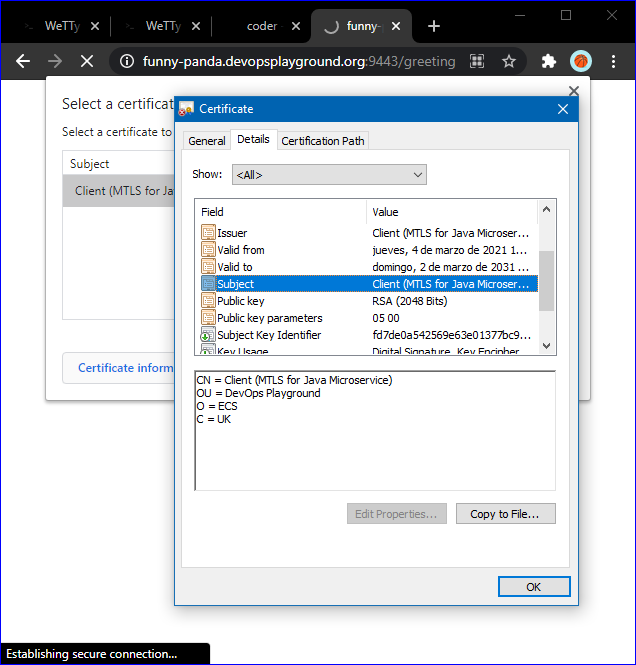 WeTTy
WeTTy
coder
funny-
funny-panda.devopsplayground.org:9443/greeting
Select a certificat
Select a certificate to
Subject
Client (MTLS for Ja
Certificate inform
Certificate
General
Details
Certification Path
Show:
<All>
Field
Value
Issuer
Client (MTLS for Java Microser...
Valid from
jueves, 4 de marzo de 2021 1...
Valid to
domingo, 2 de marzo de 2031 ...
Subject
Client (MTLS for Java Microser...
Public key
RSA (2048 Bits)
Public key parameters
05 00
Subject Key Identifier
fd7de0a542569e63e01377bc9...
Key Usage
Digital Signature, Key Encipher
CN = Client (MTLS for Java Microservice)
OU = DevOps Playground
O = ECS
C = UK
Edit Properties...
Copy to File...
OK
Establishing secure connection...